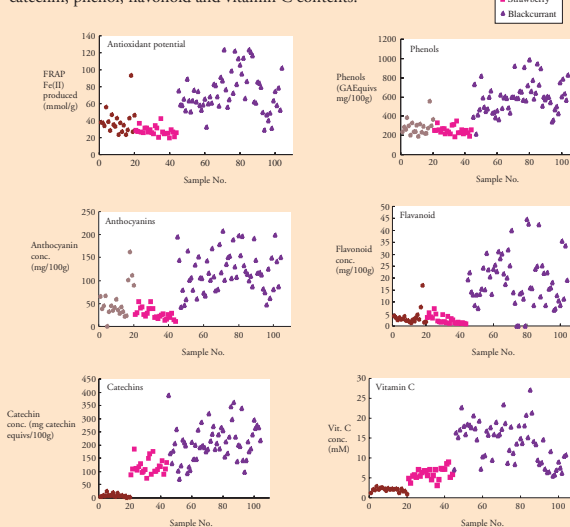 catechin, phenol, flavonoid and vitamin C contents.
Strawberry
Blackcurrant
Antioxidant potential
FRAP
Fe(II)
produced
(mmol/g)
140
120
100
80
60
40
20
0
0 20 40 60 80 100
Sample No.
Phenols
Phenols
(GAEquivs
mg/100g)
1200
1000
800
600
400
200
0
0 20 40 60 80 100
Sample No.
Anthocyanins
Anthocyanin
conc.
(mg/100g)
250
200
150
100
50
0
0 20 40 60 80 100
Sample No.
Flavanoid
Flavonoid
conc.
(mg/100g)
50
45
40
35
30
25
20
15
10
5
0
0 20 40 60 80 100
Sample No.
Catechins
Catechin
conc. (mg catechin
equivs/100g)
450
400
350
300
250
200
150
100
50
0
0 20 40 60 80 100
Sample No.
Vitamin C
Vit. C
conc.
(mM)
30
25
20
15
10
5
0
0 20 40 60 80 100
Sample No.